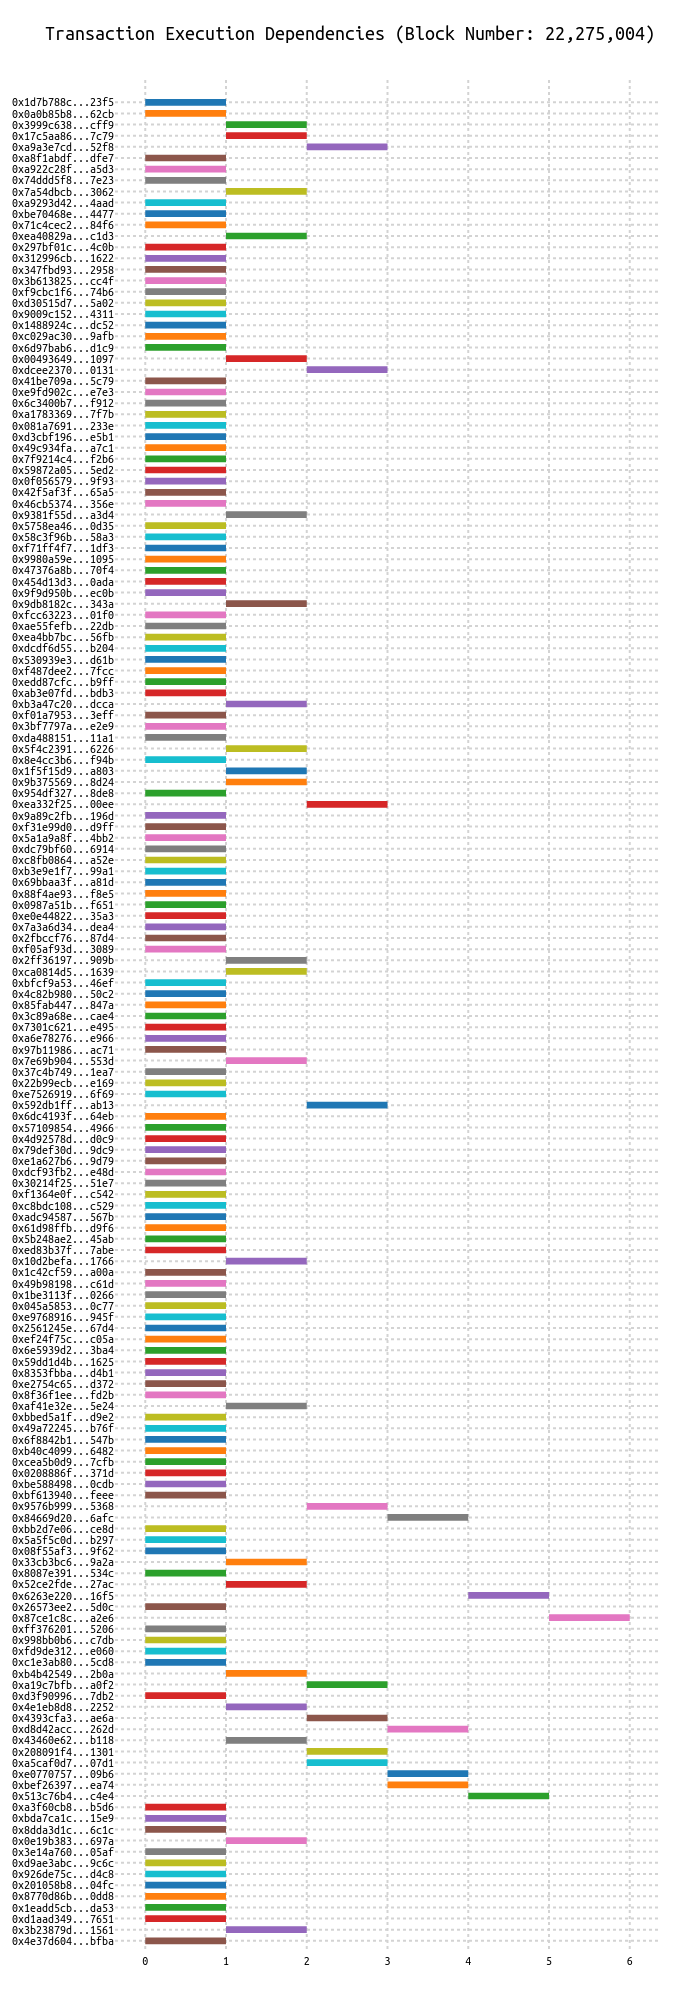 Transaction Execution Dependencies (Block Number: 22,275,004)
0x1d7b788c...23f5
0x0a0b85b8...62cb
0x3999c638...cff9
0x17c5aa86...7c79
0xa9a3e7cd...52f8
0xa8f1abdf...dfe7
0xa922c28f...a5d3
0x74ddd5f8...7e23
0x7a54dbcb...3062
0xa9293d42...4aad
0xbe70468e...4477
0x71c4cec2...84f6
0xea40829a...c1d3
0x297bf01c...4c0b
0x312996cb...1622
0x347fbd93...2958
0x3b613825...cc4f
0xf9cbc1f6...74b6
0xd30515d7...5a02
0x9009c152...4311
0x1488924c...dc52
0xc029ac30...9afb
0x6d97bab6...d1c9
0x00493649...1097
0xdcee2370...0131
0x41be709a...5c79
0xe9fd902c...e7e3
0x6c3400b7...f912
0xa1783369...7f7b
0x081a7691...233e
0xd3cbf196...e5b1
0x49c934fa...a7c1
0x7f9214c4...f2b6
0x59872a05...5ed2
0x0f056579...9f93
0x42f5af3f...65a5
0x46cb5374...356e
0x9381f55d...a3d4
0x5758ea46...0d35
0x58c3f96b...58a3
0xf71ff4f7...1df3
0x9980a59e...1095
0x47376a8b...70f4
0x454d13d3...0ada
0x9f9d950b...ec0b
0x9db8182c...343a
0xfcc63223...01f0
0xae55fefb...22db
0xea4bb7bc...56fb
0xdcdf6d55...b204
0x530939e3...d61b
0xf487dee2...7fcc
0xedd87cfc...b9ff
0xab3e07fd...bdb3
0xb3a47c20...dcca
0xf01a7953...3eff
0x3bf7797a...e2e9
0xda488151...11a1
0x5f4c2391...6226
0x8e4cc3b6...f94b
0x1f5f15d9...a803
0x9b375569...8d24
0x954df327...8de8
0xea332f25...00ee
0x9a89c2fb...196d
0xf31e99d0...d9ff
0x5a1a9a8f...4bb2
0xdc79bf60...6914
0xc8fb0864...a52e
0xb3e9e1f7...99a1
0x69bbaa3f...a81d
0x88f4ae93...f8e5
0x0987a51b...f651
0xe0e44822...35a3
0x7a3a6d34...dea4
0x2fbccf76...87d4
0xf05af93d...3089
0x2ff36197...909b
0xca0814d5...1639
0xbfcf9a53...46ef
0x4c82b980...50c2
0x85fab447...847a
0x3c89a68e...cae4
0x7301c621...e495
0xa6e78276...e966
0x97b11986...ac71
0x7e69b904...553d
0x37c4b749...1ea7
0x22b99ecb...e169
0xe7526919...6f69
0x592db1ff...ab13
0x6dc4193f...64eb
0x57109854...4966
0x4d92578d...d0c9
0x79def30d...9dc9
0xe1a627b6...9d79
0xdcf93fb2...e48d
0x30214f25...51e7
0xf1364e0f...c542
0xc8bdc108...c529
0xadc94587...567b
0x61d98ffb...d9f6
0x5b248ae2...45ab
0xed83b37f...7abe
0x10d2befa...1766
0x1c42cf59...a00a
0x49b98198...c61d
0x1be3113f...0266
0x045a5853...0c77
0xe9768916...945f
0x2561245e...67d4
0xef24f75c...c05a
0x6e5939d2...3ba4
0x59dd1d4b...1625
0x8353fbba...d4b1
0xe2754c65...d372
0x8f36f1ee...fd2b
0xaf41e32e...5e24
0xbbed5a1f...d9e2
0x49a72245...b76f
0x6f8842b1...547b
0xb40c4099...6482
0xcea5b0d9...7cfb
0x0208886f...371d
0xbe588498...0cdb
0xbf613940...feee
0x9576b999...5368
0x84669d20...6afc
0xbb2d7e06...ce8d
0x5a5f5c0d...b297
0x08f55af3...9f62
0x33cb3bc6...9a2a
0x8087e391...534c
0x52ce2fde...27ac
0x6263e220...16f5
0x26573ee2...5d0c
0x87ce1c8c...a2e6
0xff376201...5206
0x998bb0b6...c7db
0xfd9de312...e060
0xc1e3ab80...5cd8
0xb4b42549...2b0a
0xa19c7bfb...a0f2
0xd3f90996...7db2
0x4e1eb8d8...2252
0x4393cfa3...ae6a
0xd8d42acc...262d
0x43460e62...b118
0x208091f4...1301
0xa5caf0d7...07d1
0xe0770757...09b6
0xbef26397...ea74
0x513c76b4...c4e4
0xa3f60cb8...b5d6
0xbda7ca1c...15e9
0x8dda3d1c...6c1c
0x0e19b383...697a
0x3e14a760...05af
0xd9ae3abc...9c6c
0x926de75c...d4c8
0x201058b8...04fc
0x8770d86b...0dd8
0x1eadd5cb...da53
0xd1aad349...7651
0x3b23879d...1561
0x4e37d604...bfba
0 1 2 3 4 5 6